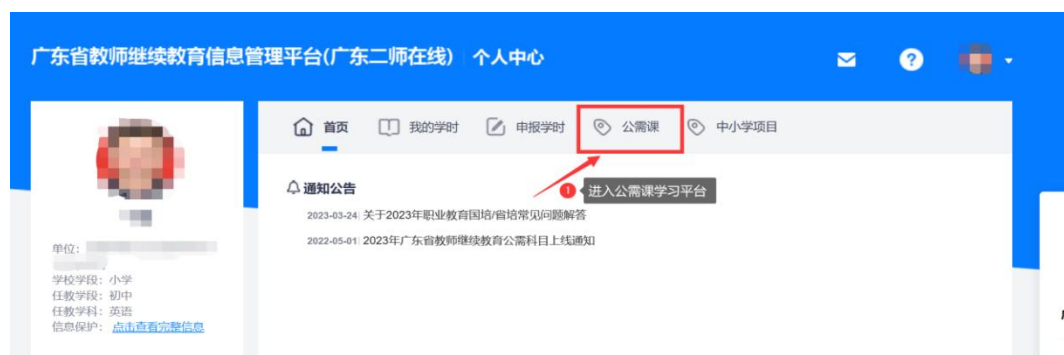 广东省教师继续教育信息管理平台(广东二师在线) 个人中心
首页 我的学时 申报学时 公需课 中小学项目
通知公告
1 进入公需课学习平台
2023-03-24 关于2023年职业教育国培/省培常见问题解答
2022-05-01 2023年广东省教师继续教育公需科目上线通知
单位：
学校学段：小学
任教学段：初中
任教学科：英语
信息保护： 点击查看完整信息